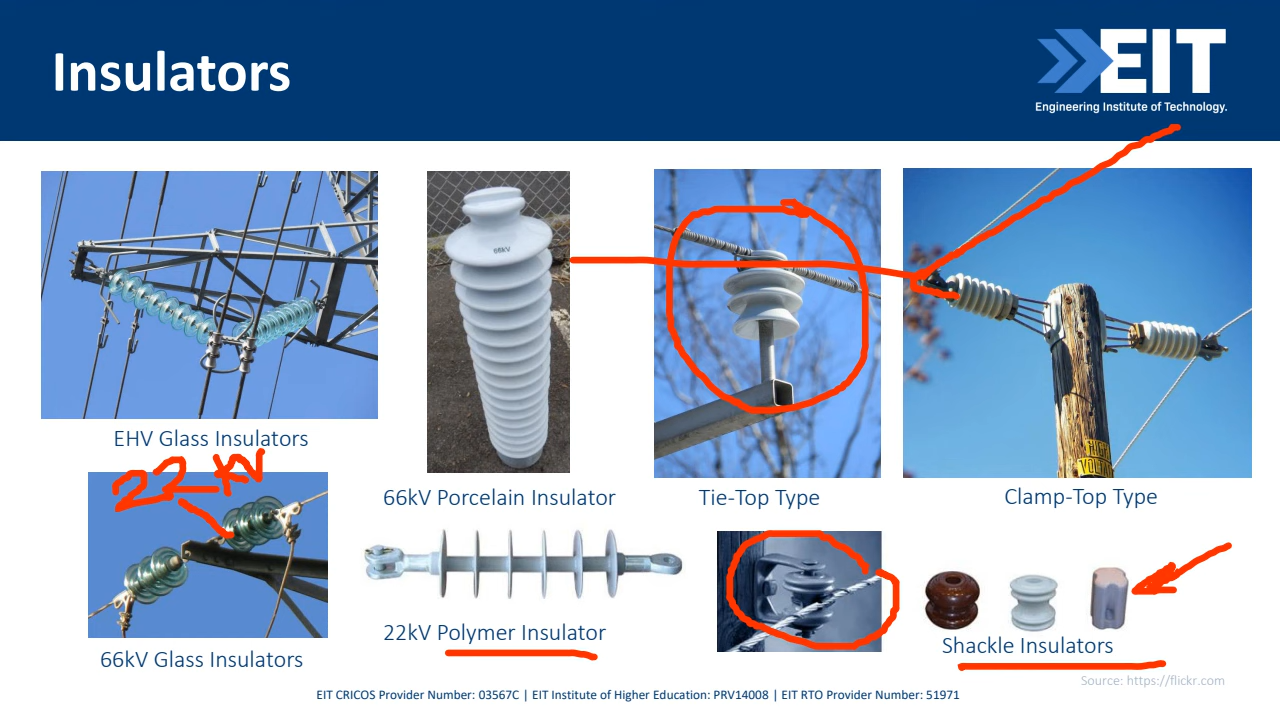 Insulators
EIT
Engineering Institute of Technology.
66kV
HIGH
VOLTAGE
EHV Glass Insulators
22 kV
66kV Porcelain Insulator
Tie-Top Type
Clamp-Top Type
22kV Polymer Insulator
Shackle Insulators
66kV Glass Insulators
Source: https://flickr.com
EIT CRICOS Provider Number: 03567C | EIT Institute of Higher Education: PRV14008 | EIT RTO Provider Number: 51971